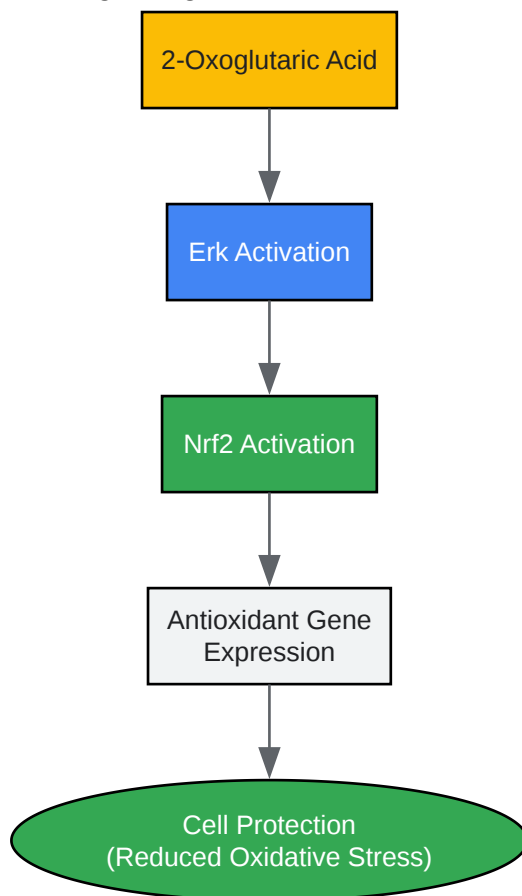 2-Oxoglutaric Acid
Erk Activation
Nrf2 Activation
Antioxidant Gene
Expression
Cell Protection
(Reduced Oxidative Stress)